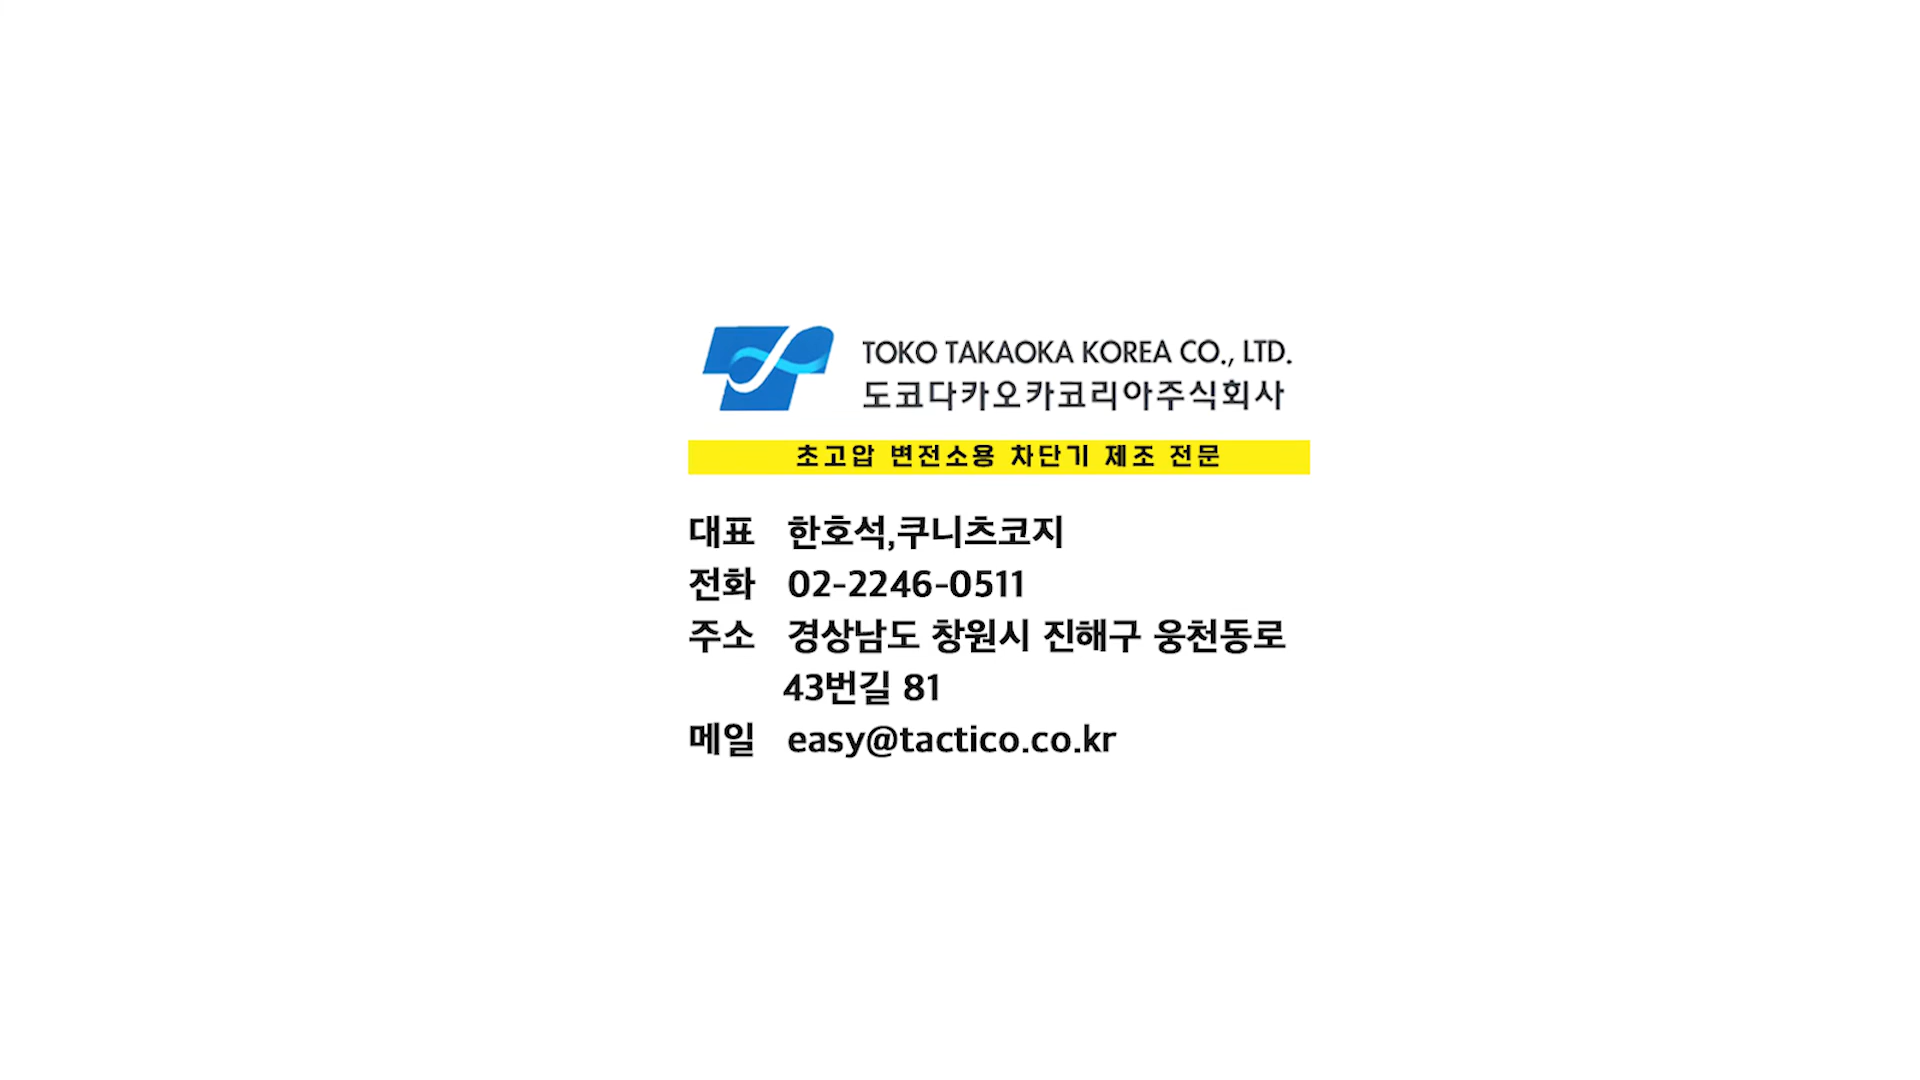 TOKO TAKAOKA KOREA CO., LTD.
도코다카오카코리아주식회사
초고압 변전소용 차단기 제조 전문
대표 한호석,쿠니츠코지
전화 02-2246-0511
주소 경상남도 창원시 진해구 웅천동로
43번길 81
메일 easy@tactico.co.kr